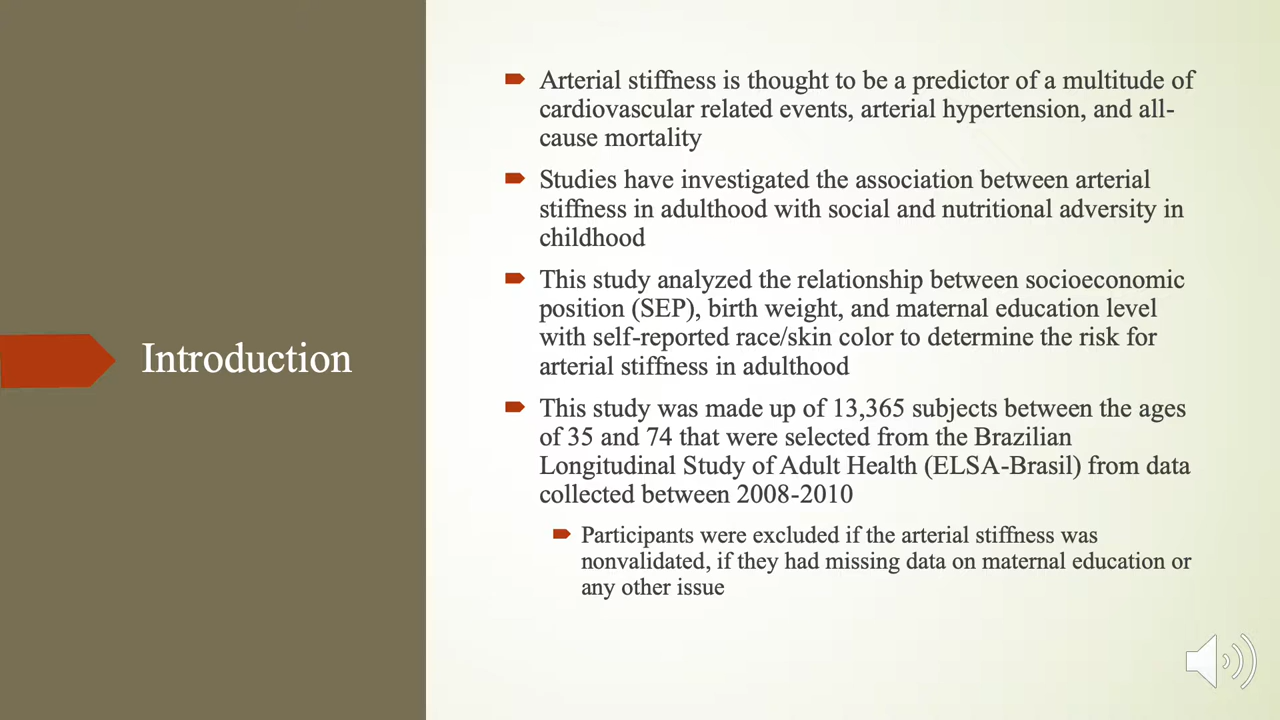 Introduction
Arterial stiffness is thought to be a predictor of a multitude of
cardiovascular related events, arterial hypertension, and all-
cause mortality
Studies have investigated the association between arterial
stiffness in adulthood with social and nutritional adversity in
childhood
This study analyzed the relationship between socioeconomic
position (SEP), birth weight, and maternal education level
with self-reported race/skin color to determine the risk for
arterial stiffness in adulthood
This study was made up of 13,365 subjects between the ages
of 35 and 74 that were selected from the Brazilian
Longitudinal Study of Adult Health (ELSA-Brasil) from data
collected between 2008-2010
Participants were excluded if the arterial stiffness was
nonvalidated, if they had missing data on maternal education or
any other issue